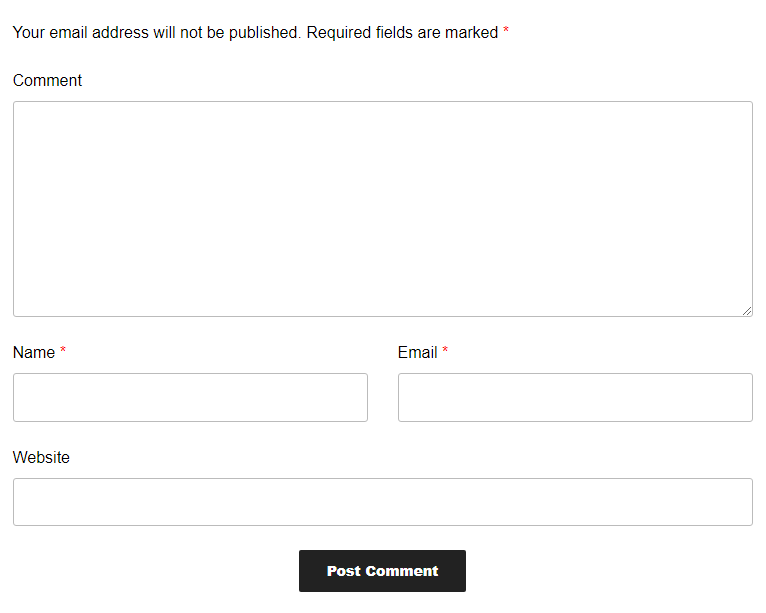 Your email address will not be published. Required fields are marked *
Comment
Name *
Email *
Website
Post Comment